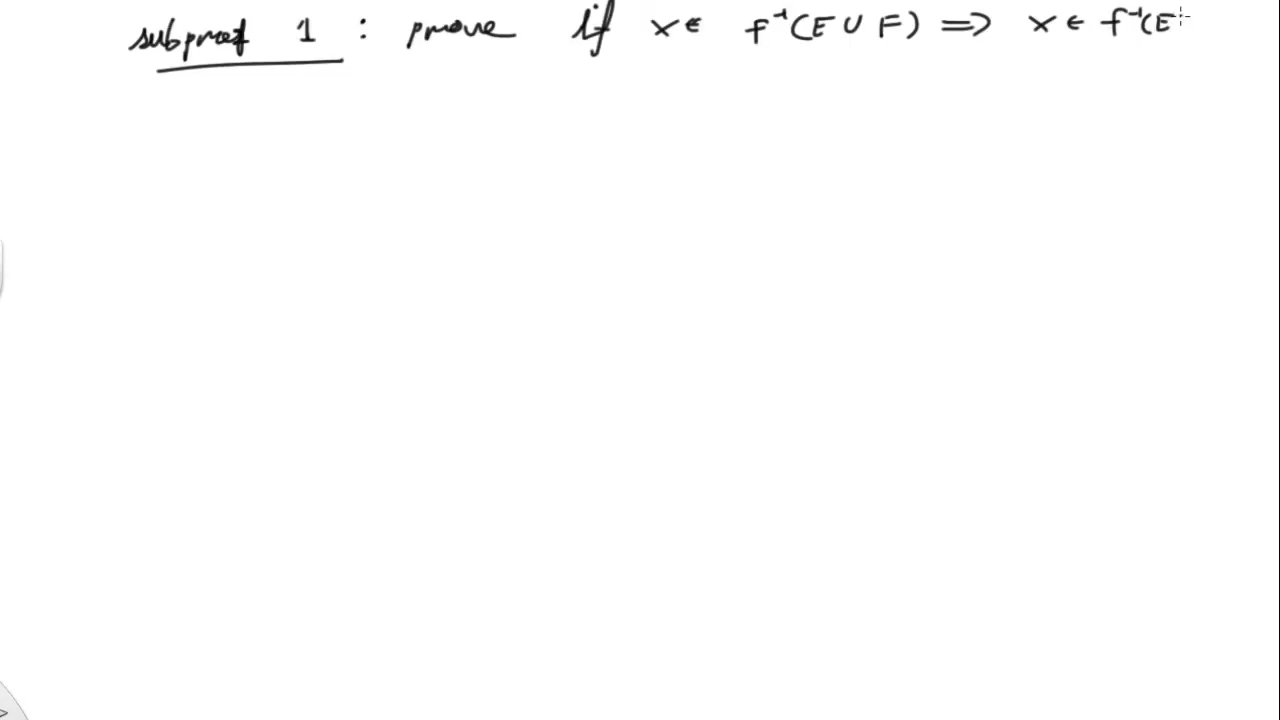 subproof 1 : prove if x ∈ f⁻¹(E ∪ F) ⟹ x ∈ f⁻¹(E